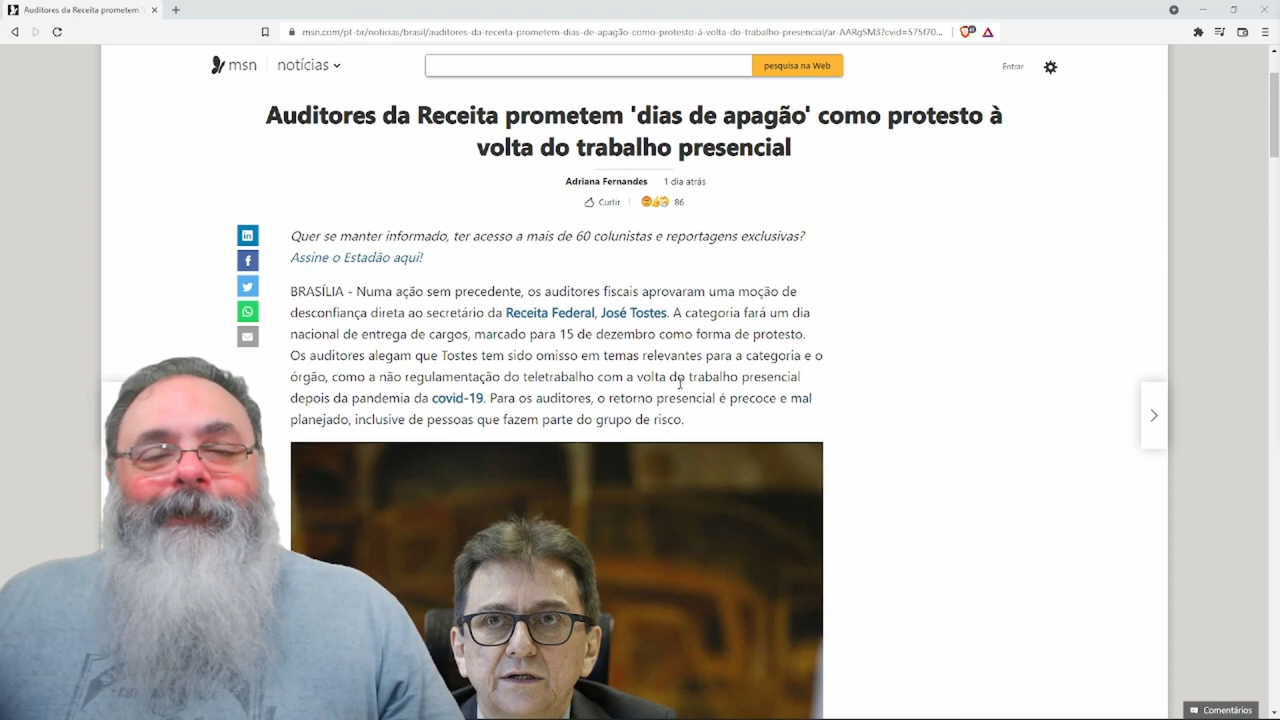 Auditores da Receita prometem
msn.com/pt-br/noticias/brasil/auditores-da-receita-prometem-dias-de-apagão-como-protesto-à-volta-do-trabalho-presencial/ar-AARgSM3?cvid=575f70...
msn notícias
pesquisa na Web
Entrar
Auditores da Receita prometem 'dias de apagão' como protesto à
volta do trabalho presencial
Adriana Fernandes 1 dia atrás
Curtir 86
Quer se manter informado, ter acesso a mais de 60 colunistas e reportagens exclusivas?
Assine o Estadão aqui!
BRASÍLIA - Numa ação sem precedente, os auditores fiscais aprovaram uma moção de
desconfiança direta ao secretário da Receita Federal, José Tostes. A categoria fará um dia
nacional de entrega de cargos, marcado para 15 de dezembro como forma de protesto.
Os auditores alegam que Tostes tem sido omisso em temas relevantes para a categoria e o
órgão, como a não regulamentação do teletrabalho com a volta do trabalho presencial
depois da pandemia da covid-19. Para os auditores, o retorno presencial é precoce e mal
planejado, inclusive de pessoas que fazem parte do grupo de risco.
Comentários